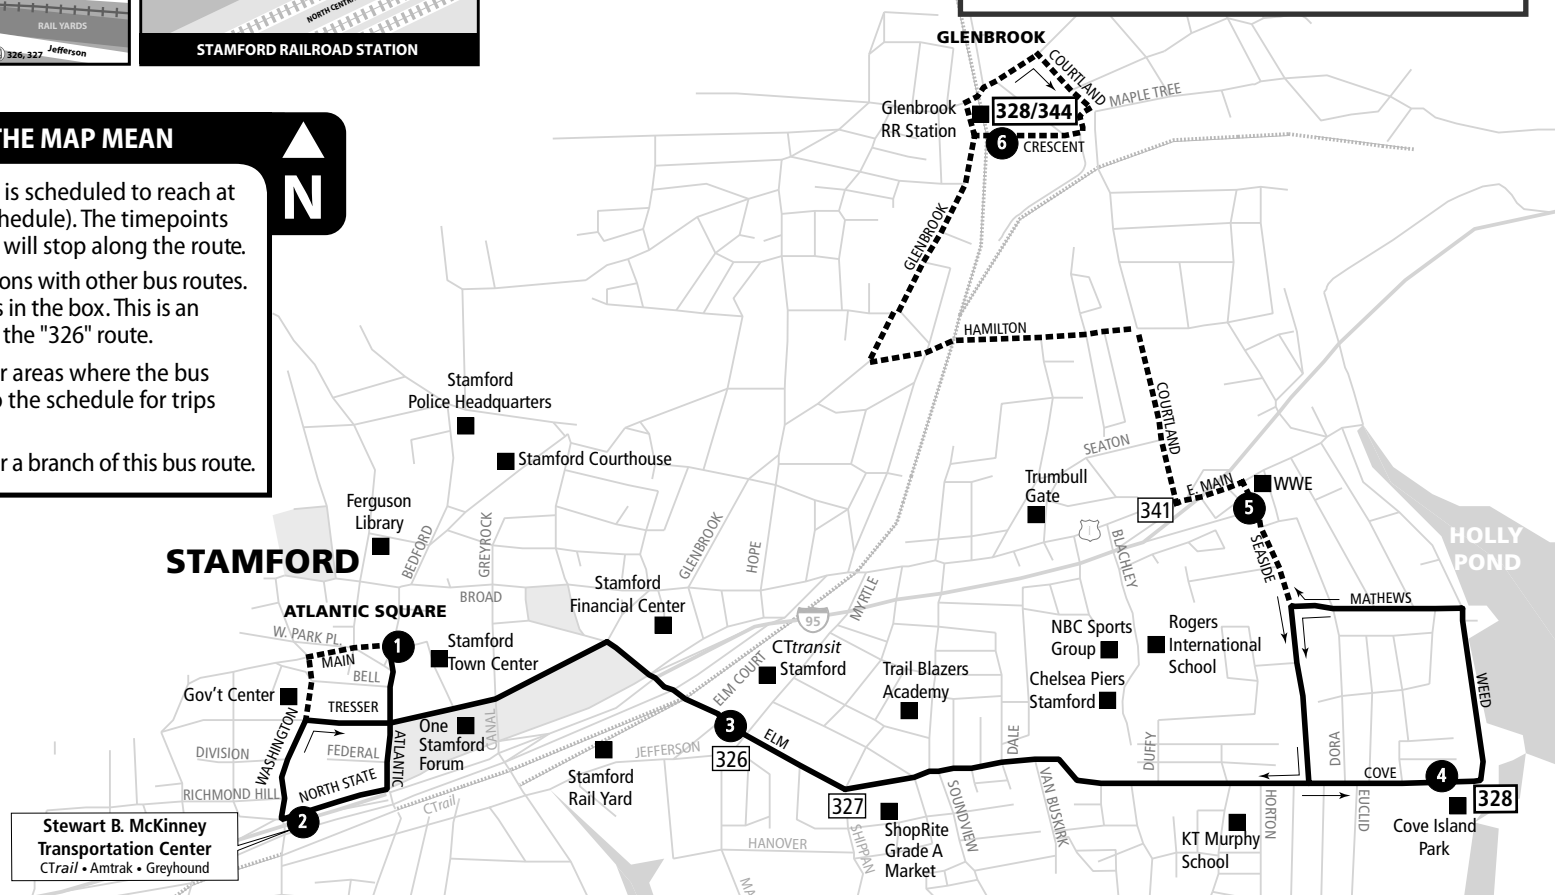 RAIL YARDS
326, 327
Jefferson
NORTH CENTR
STAMFORD RAILROAD STATION
THE MAP MEAN
N
is scheduled to reach at
hedule). The timepoints
will stop along the route.
ons with other bus routes.
s in the box. This is an
the "326" route.
r areas where the bus
o the schedule for trips
r a branch of this bus route.
GLENBROOK
COURTLAND
MAPLE TREE
Glenbrook
RR Station
328/344
6
CRESCENT
GLENBROOK
HAMILTON
COURTLAND
SEATON
Stamford
Police Headquarters
Stamford Courthouse
Trumbull
Gate
341
E. MAIN
WWE
5
1
BLACHLEY
SEASIDE
HOLLY
POND
Ferguson
Library
STAMFORD
BEDFORD
GREYROCK
BROAD
GLENBROOK
HOPE
MYRTLE
95
Stamford
Financial Center
ATLANTIC SQUARE
W. PARK PL.
MAIN
1
BELL
Stamford
Town Center
Gov't Center
TRESSER
WASHINGTON
DIVISION
FEDERAL
ATLANTIC
One
Stamford
Forum
CANAL
RICHMOND HILL
NORTH STATE
CTrail
2
Stewart B. McKinney
Transportation Center
CTrail • Amtrak • Greyhound
Stamford
Rail Yard
JEFFERSON
ELM COURT
CTtransit
Stamford
3
326
ELM
Trail Blazers
Academy
327
ShopRite
Grade A
Market
HANOVER
SHIPPAN
MA
SOUNDVIEW
DALE
VAN BUSKIRK
NBC Sports
Group
Chelsea Piers
Stamford
Rogers
International
School
DUFFY
KT Murphy
School
HORTON
MATHEWS
WEED
DORA
COVE
EUCLID
4
328
Cove Island
Park